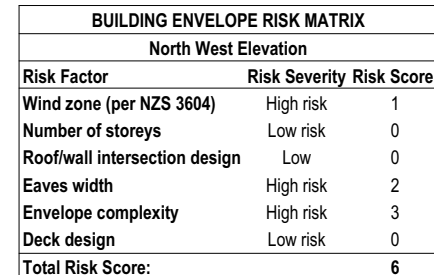 BUILDING ENVELOPE RISK MATRIX
North West Elevation
Risk Factor Risk Severity Risk Score
Wind zone (per NZS 3604) High risk 1
Number of storeys Low risk 0
Roof/wall intersection design Low 0
Eaves width High risk 2
Envelope complexity High risk 3
Deck design Low risk 0
Total Risk Score: 6